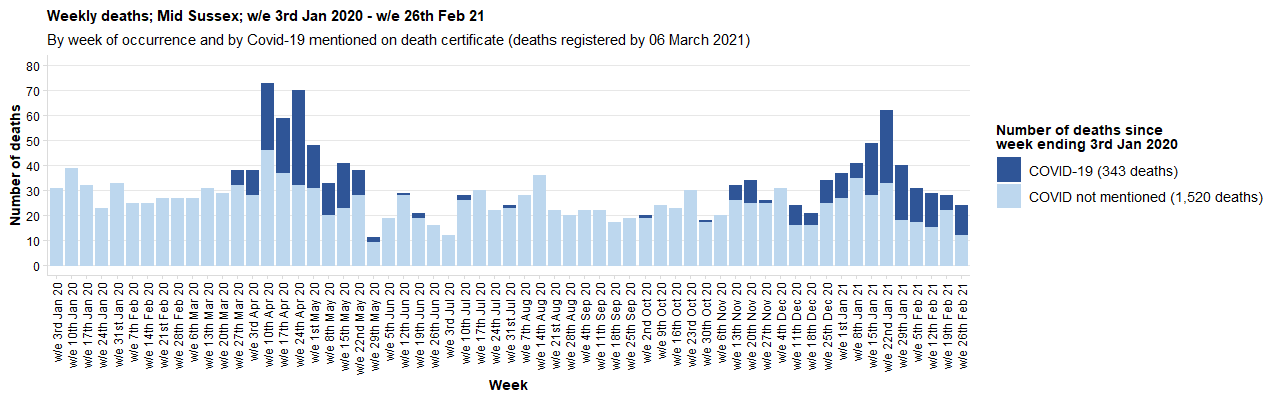 Weekly deaths; Mid Sussex; w/e 3rd Jan 2020 - w/e 26th Feb 21
By week of occurrence and by Covid-19 mentioned on death certificate (deaths registered by 06 March 2021)
Number of deaths
80
70
60
50
40
30
20
10
0
w/e 3rd Jan 20
w/e 10th Jan 20
w/e 17th Jan 20
w/e 24th Jan 20
w/e 31st Jan 20
w/e 7th Feb 20
w/e 14th Feb 20
w/e 21st Feb 20
w/e 28th Feb 20
w/e 6th Mar 20
w/e 13th Mar 20
w/e 20th Mar 20
w/e 27th Mar 20
w/e 3rd Apr 20
w/e 10th Apr 20
w/e 17th Apr 20
w/e 24th Apr 20
w/e 1st May 20
w/e 8th May 20
w/e 15th May 20
w/e 22nd May 20
w/e 29th May 20
w/e 5th Jun 20
w/e 12th Jun 20
w/e 19th Jun 20
w/e 26th Jun 20
w/e 3rd Jul 20
w/e 10th Jul 20
w/e 17th Jul 20
w/e 24th Jul 20
w/e 31st Jul 20
w/e 7th Aug 20
w/e 14th Aug 20
w/e 21st Aug 20
w/e 28th Aug 20
w/e 4th Sep 20
w/e 11th Sep 20
w/e 18th Sep 20
w/e 25th Sep 20
w/e 2nd Oct 20
w/e 9th Oct 20
w/e 16th Oct 20
w/e 23rd Oct 20
w/e 30th Oct 20
w/e 6th Nov 20
w/e 13th Nov 20
w/e 20th Nov 20
w/e 27th Nov 20
w/e 4th Dec 20
w/e 11th Dec 20
w/e 18th Dec 20
w/e 25th Dec 20
w/e 1st Jan 21
w/e 8th Jan 21
w/e 15th Jan 21
w/e 22nd Jan 21
w/e 29th Jan 21
w/e 5th Feb 21
w/e 12th Feb 21
w/e 19th Feb 21
w/e 26th Feb 21
Week
Number of deaths since
week ending 3rd Jan 2020
COVID-19 (343 deaths)
COVID not mentioned (1,520 deaths)